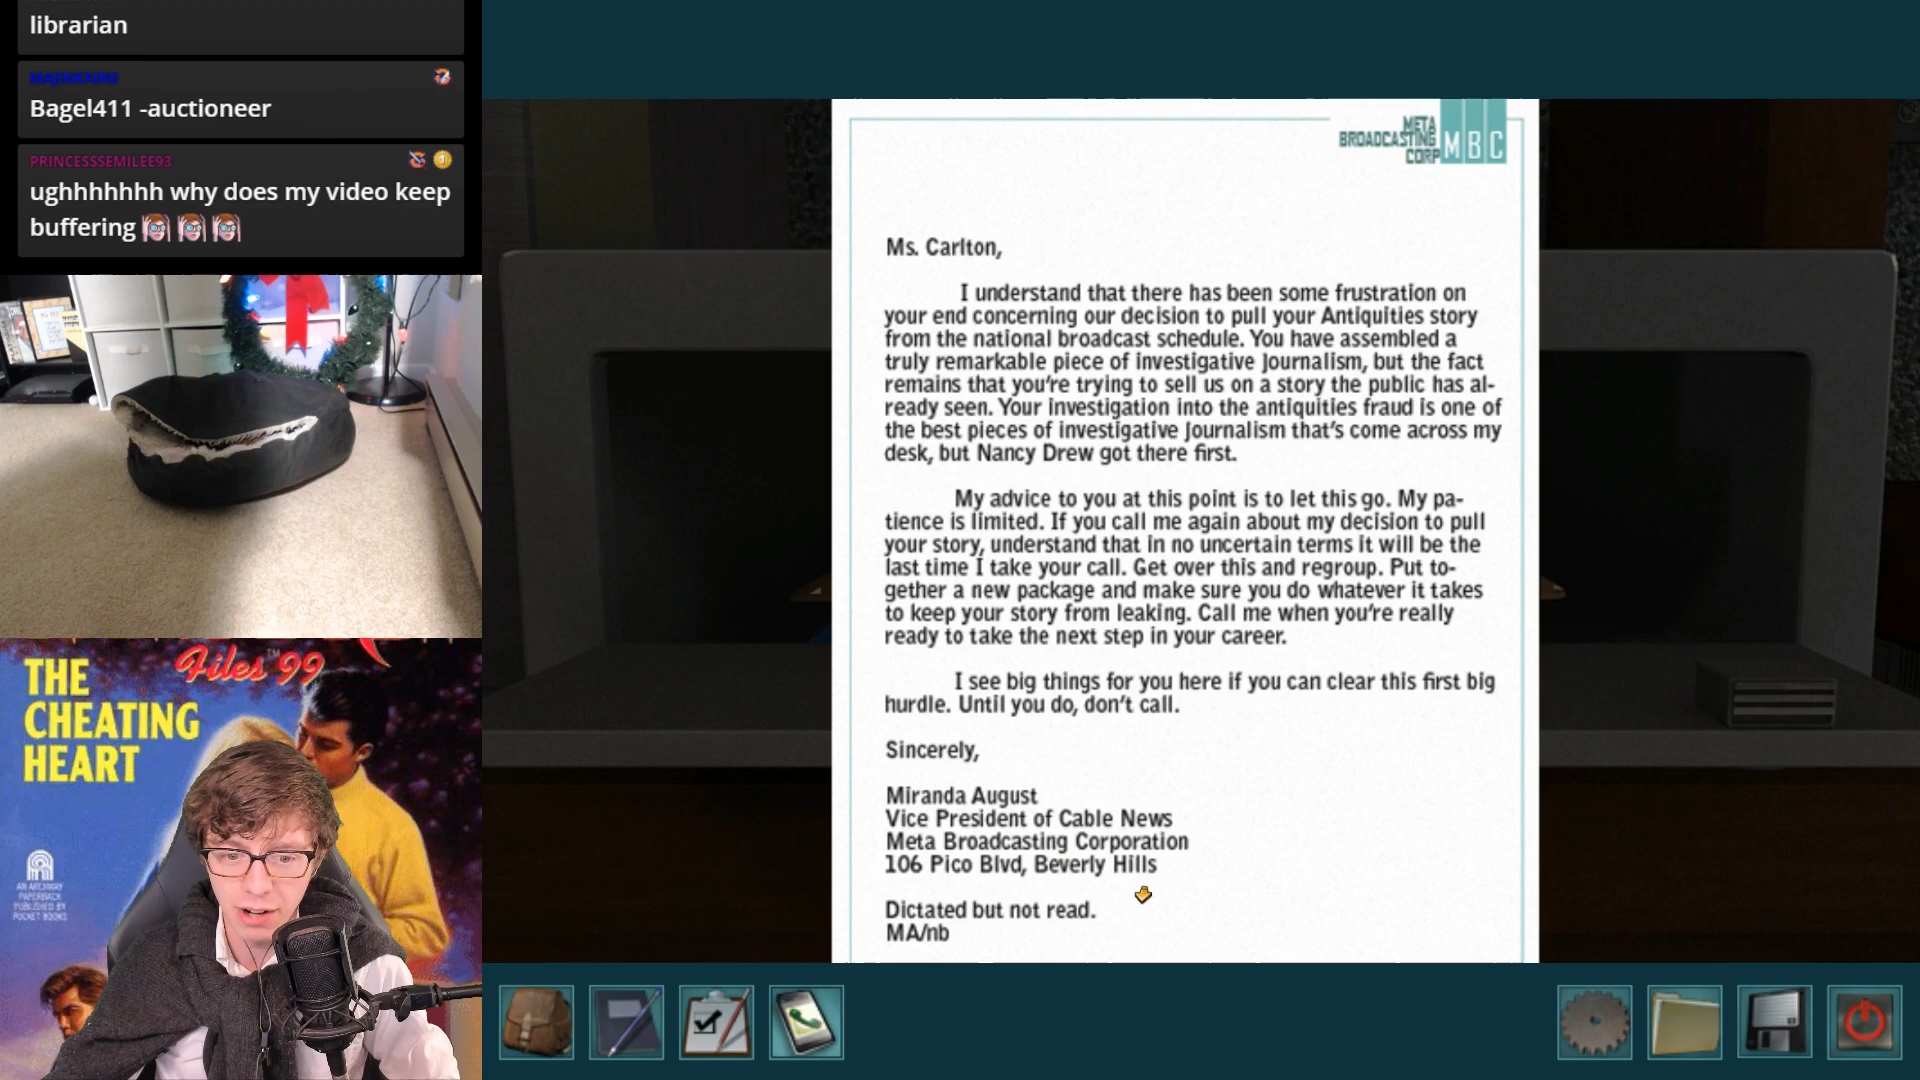 librarian
Bagel411 -auctioneer
PRINCESSSEMILEE93
ughhhhhhh why does my video keep
buffering
THE
CHEATING
HEART
Files 99
AN ARCHWAY
PAPERBACK
PUBLISHED BY
POCKET BOOKS
META
BROADCASTING
CORP
MBC
Ms. Carlton,
I understand that there has been some frustration on
your end concerning our decision to pull your Antiquities story
from the national broadcast schedule. You have assembled a
truly remarkable piece of investigative journalism, but the fact
remains that you're trying to sell us on a story the public has al-
ready seen. Your investigation into the antiquities fraud is one of
the best pieces of investigative journalism that's come across my
desk, but Nancy Drew got there first.
My advice to you at this point is to let this go. My pa-
tience is limited. If you call me again about my decision to pull
your story, understand that in no uncertain terms it will be the
last time I take your call. Get over this and regroup. Put to-
gether a new package and make sure you do whatever it takes
to keep your story from leaking. Call me when you're really
ready to take the next step in your career.
I see big things for you here if you can clear this first big
hurdle. Until you do, don't call.
Sincerely,
Miranda August
Vice President of Cable News
Meta Broadcasting Corporation
106 Pico Blvd, Beverly Hills
Dictated but not read.
MA/nb